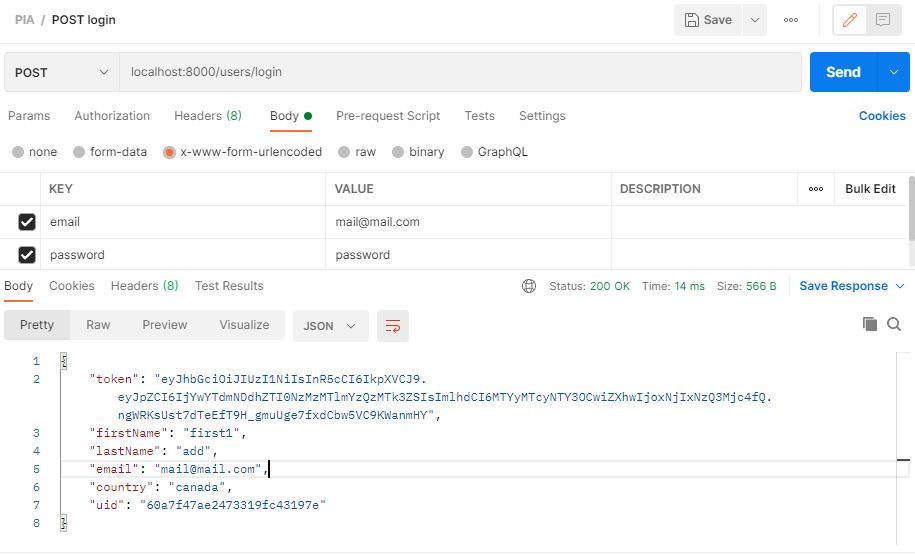 PIA / POST login
Save
POST localhost:8000/users/login Send
Params Authorization Headers (8) Body Pre-request Script Tests Settings Cookies
none form-data x-www-form-urlencoded raw binary GraphQL
KEY VALUE DESCRIPTION Bulk Edit
email mail@mail.com
password password
Body Cookies Headers (8) Test Results Status: 200 OK Time: 14 ms Size: 566 B Save Response
Pretty Raw Preview Visualize JSON
1 {
2 "token": "eyJhbGciOiJIUzI1NiIsInR5cCI6IkpXVCJ9.
eyJpZCI6IjYwYTdmNDdhZTI0NzMzMTlmYzQzMTk3ZSIsImlhdCI6MTYyMTcyNTY3OCwiZXhwIjoxNjIxNzQ3Mjc4fQ.
ngWRKsUst7dTeEfT9H_gmuUge7fxdCbw5VC9KWanmHY",
3 "firstName": "first1",
4 "lastName": "add",
5 "email": "mail@mail.com",
6 "country": "canada",
7 "uid": "60a7f47ae2473319fc43197e"
8 }